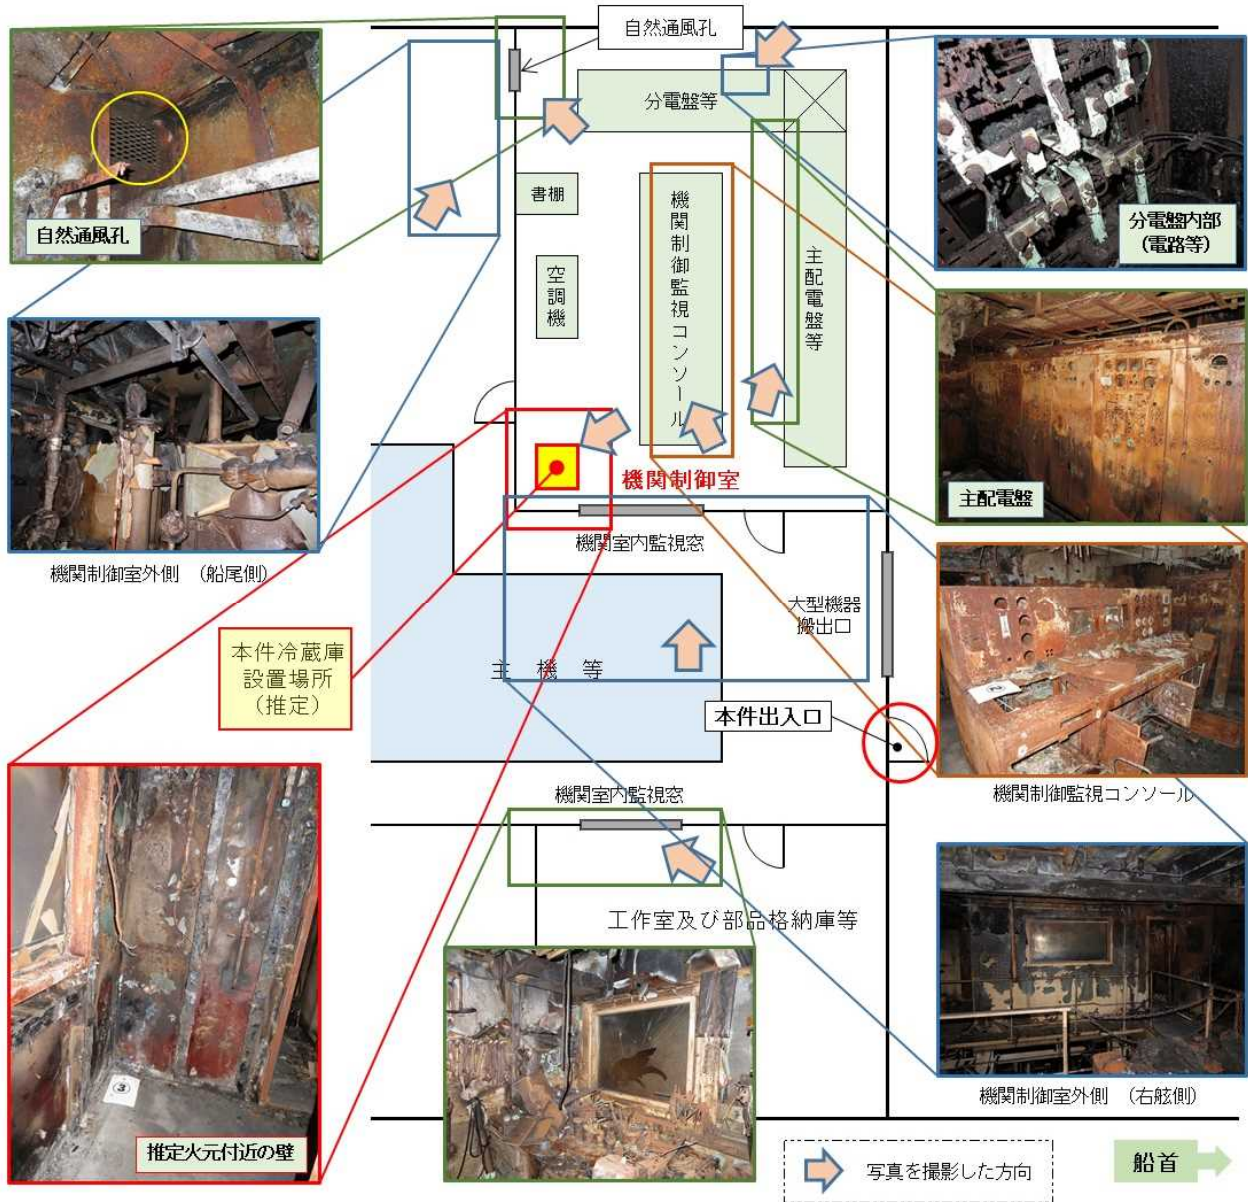 自然通風孔
自然通風孔
分電盤等
分電盤内部
(電路等)
書棚
空調機
機関制御監視コンソール
主配電盤等
主配電盤
機関制御室
機関制御室外側 (船尾側)
機関室内監視窓
大型機器
搬出口
本件冷蔵庫
設置場所
(推定)
主機等
本件出入口
機関制御監視コンソール
機関室内監視窓
工作室及び部品格納庫等
機関制御室外側 (右舷側)
③
推定火元付近の壁
写真を撮影した方向
船首